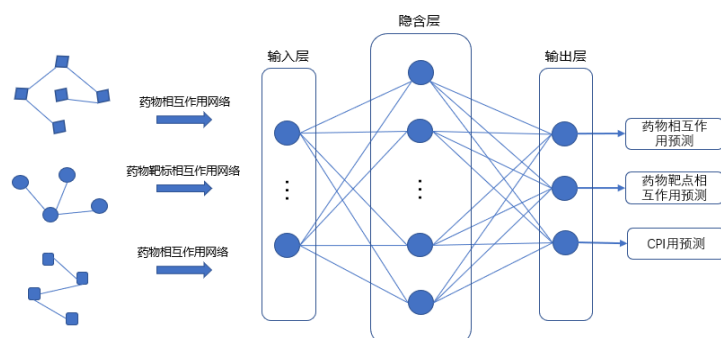 输入层
隐含层
输出层
药物相互作用网络
药物靶标相互作用网络
药物相互作用网络
药物相互作
用预测
药物靶点相
互作用预测
CPI用预测